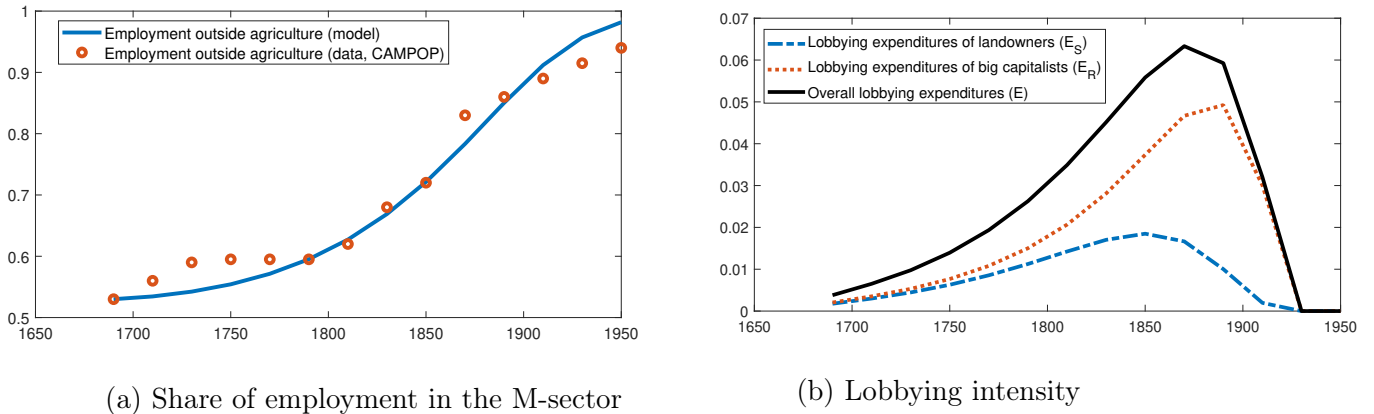 1
0.9
0.8
0.7
0.6
0.5
1650 1700 1750 1800 1850 1900 1950
Employment outside agriculture (model)
Employment outside agriculture (data, CAMPOP)
(a) Share of employment in the M-sector
0.07
0.06
0.05
0.04
0.03
0.02
0.01
0
1650 1700 1750 1800 1850 1900 1950
Lobbying expenditures of landowners (E_S)
Lobbying expenditures of big capitalists (E_R)
Overall lobbying expenditures (E)
(b) Lobbying intensity